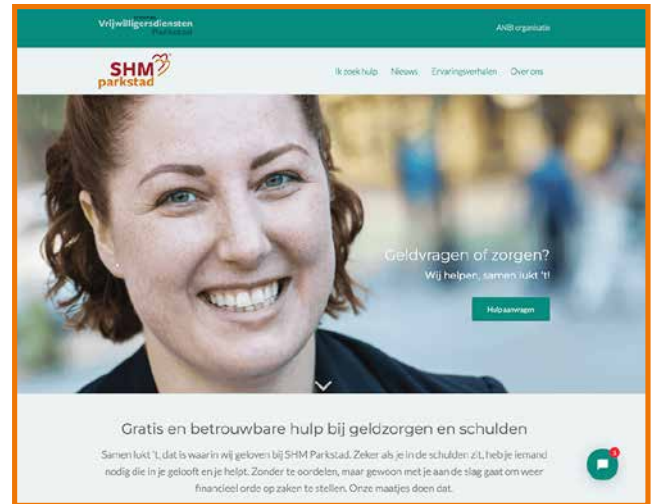 Vrijwilligersdiensten
Parkstad
ANBI organisatie
SHM
parkstad
Ik zoek hulp Nieuws Ervaringsverhalen Over ons
Geldvragen of zorgen?
Wij helpen, samen lukt 't!
Hulp aanvragen
Gratis en betrouwbare hulp bij geldzorgen en schulden
Samen lukt 't, dat is waarin wij geloven bij SHM Parkstad. Zeker als je in de schulden zit, heb je iemand
nodig die in je gelooft en je helpt. Zonder te oordelen, maar gewoon met je aan de slag gaat om weer
financieel orde op zaken te stellen. Onze maatjes doen dat.